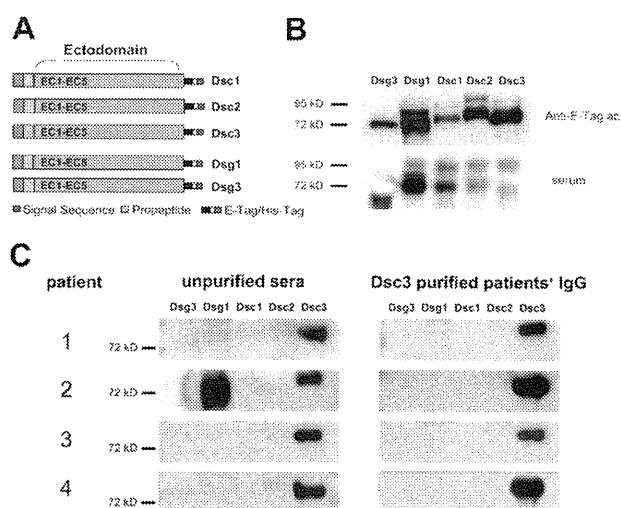 A
Ectodomain
EC1-EC5 Dsc1
EC1-EC5 Dsc2
EC1-EC5 Dsc3
EC1-EC5 Dsg1
EC1-EC5 Dsg3
Signal Sequence Propeptide E-Tag/His-Tag
B
Dsg3 Dsg1 Dsc1 Dsc2 Dsc3
95 kD
72 kD
Anti-E-Tag ac
95 kD
72 kD
serum
C
patient unpurified sera Dsc3 purified patients' IgG
Dsg3 Dsg1 Dsc1 Dsc2 Dsc3 Dsg3 Dsg1 Dsc1 Dsc2 Dsc3
1 72 kD
2 72 kD
3 72 kD
4 72 kD